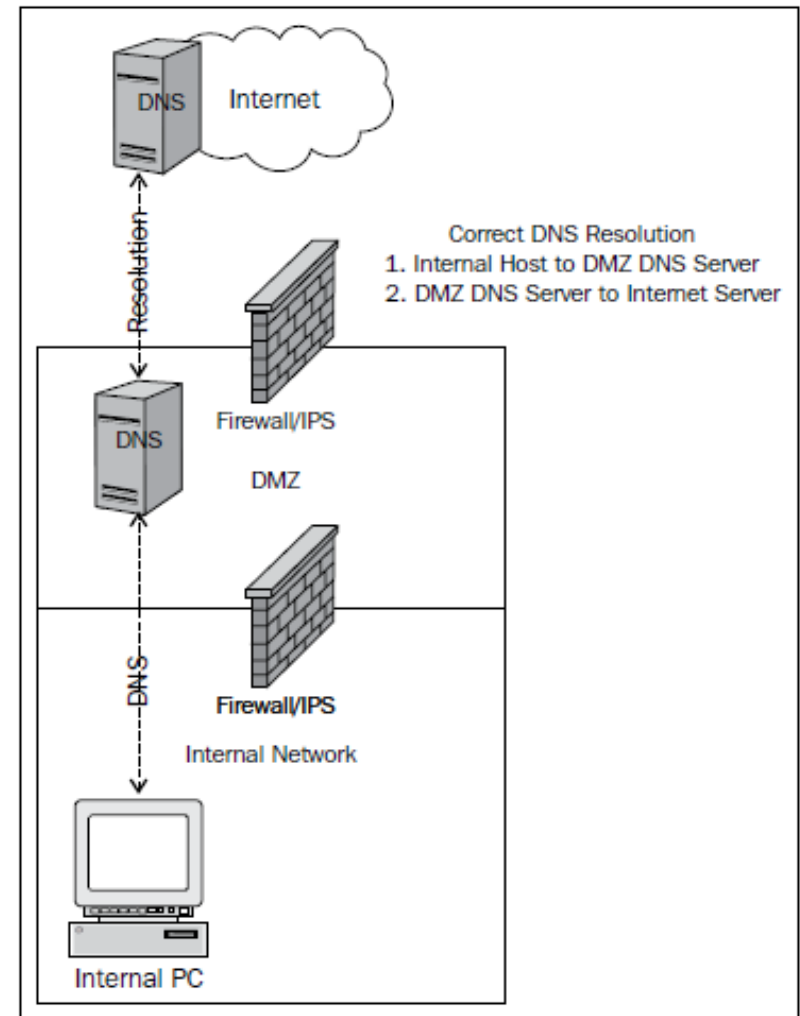 DNS
Internet
Resolution
Correct DNS Resolution
1. Internal Host to DMZ DNS Server
2. DMZ DNS Server to Internet Server
Firewall/IPS
DNS
DMZ
DNS
Firewall/IPS
Internal Network
Internal PC